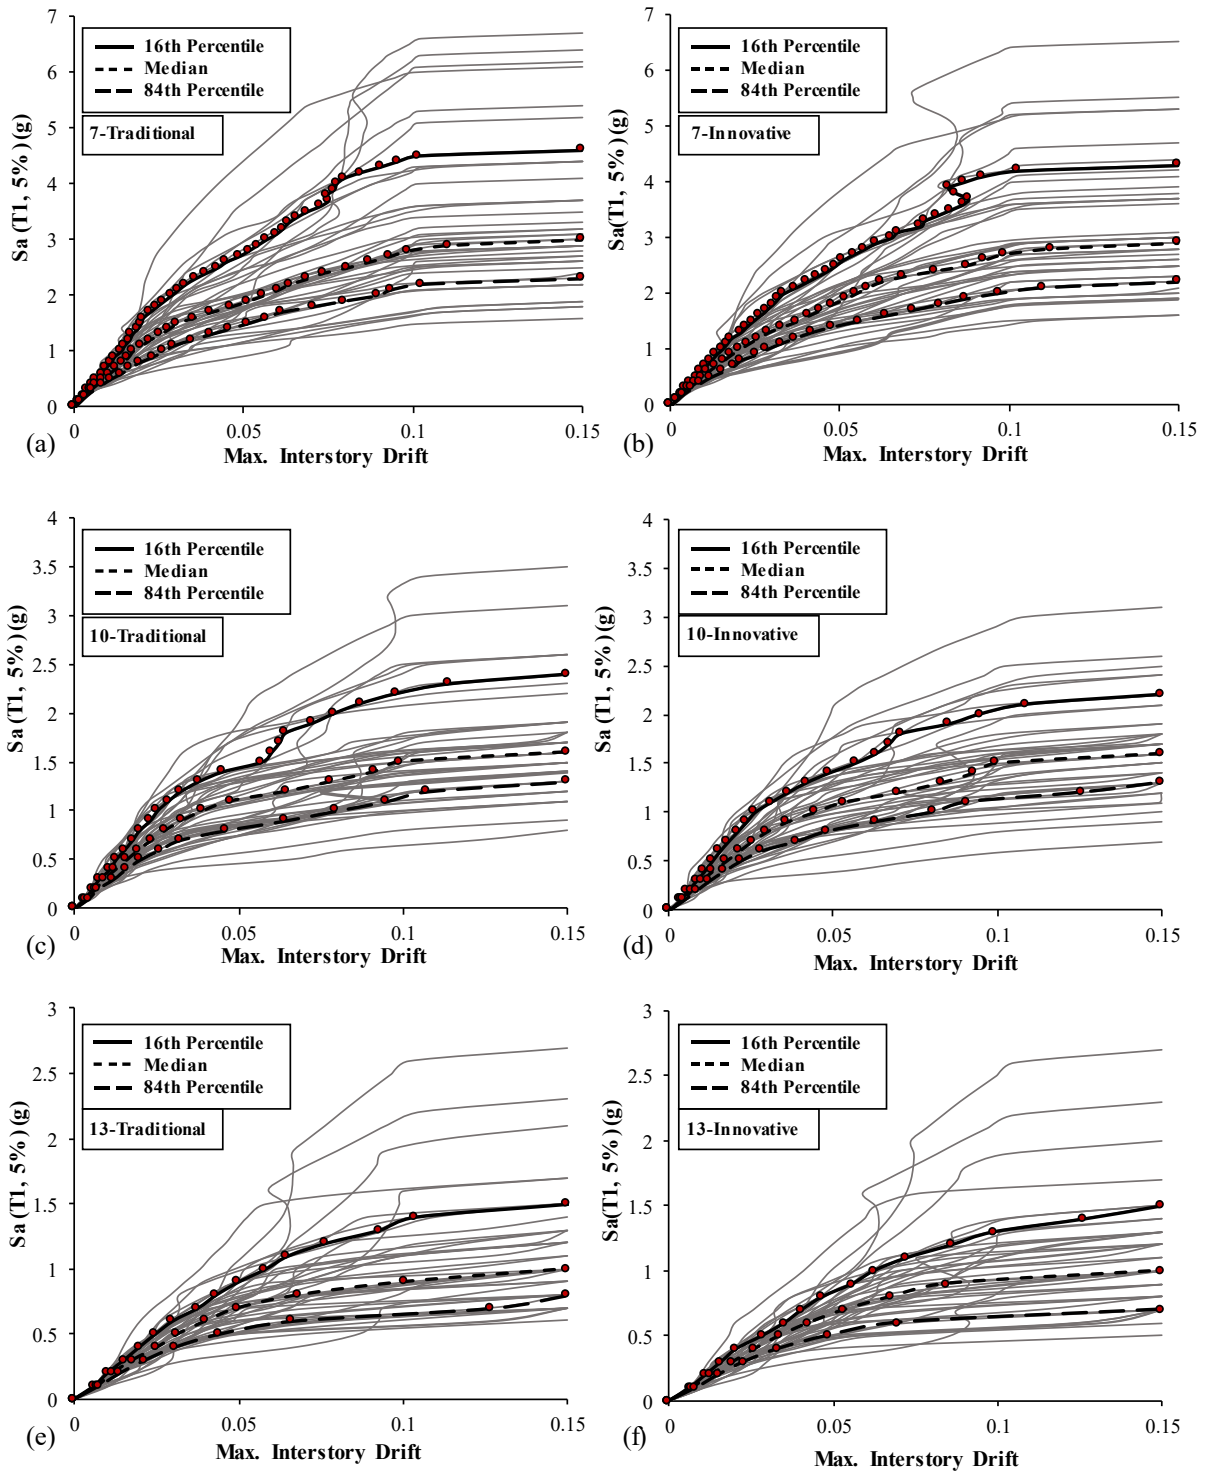 7
6
5
4
3
2
1
0
Sa (T1, 5%) (g)
16th Percentile
Median
84th Percentile
7-Traditional
0 0.05 0.1 0.15
Max. Interstory Drift
(a)
7
6
5
4
3
2
1
0
Sa(T1, 5%) (g)
16th Percentile
Median
84th Percentile
7-Innovative
0 0.05 0.1 0.15
Max. Interstory Drift
(b)
4
3.5
3
2.5
2
1.5
1
0.5
0
Sa (T1, 5%) (g)
16th Percentile
Median
84th Percentile
10-Traditional
0 0.05 0.1 0.15
Max. Interstory Drift
(c)
4
3.5
3
2.5
2
1.5
1
0.5
0
Sa(T1, 5%) (g)
16th Percentile
Median
84th Percentile
10-Innovative
0 0.05 0.1 0.15
Max. Interstory Drift
(d)
3
2.5
2
1.5
1
0.5
0
Sa (T1, 5%) (g)
16th Percentile
Median
84th Percentile
13-Traditional
0 0.05 0.1 0.15
Max. Interstory Drift
(e)
3
2.5
2
1.5
1
0.5
0
Sa(T1, 5%) (g)
16th Percentile
Median
84th Percentile
13-Innovative
0 0.05 0.1 0.15
Max. Interstory Drift
(f)